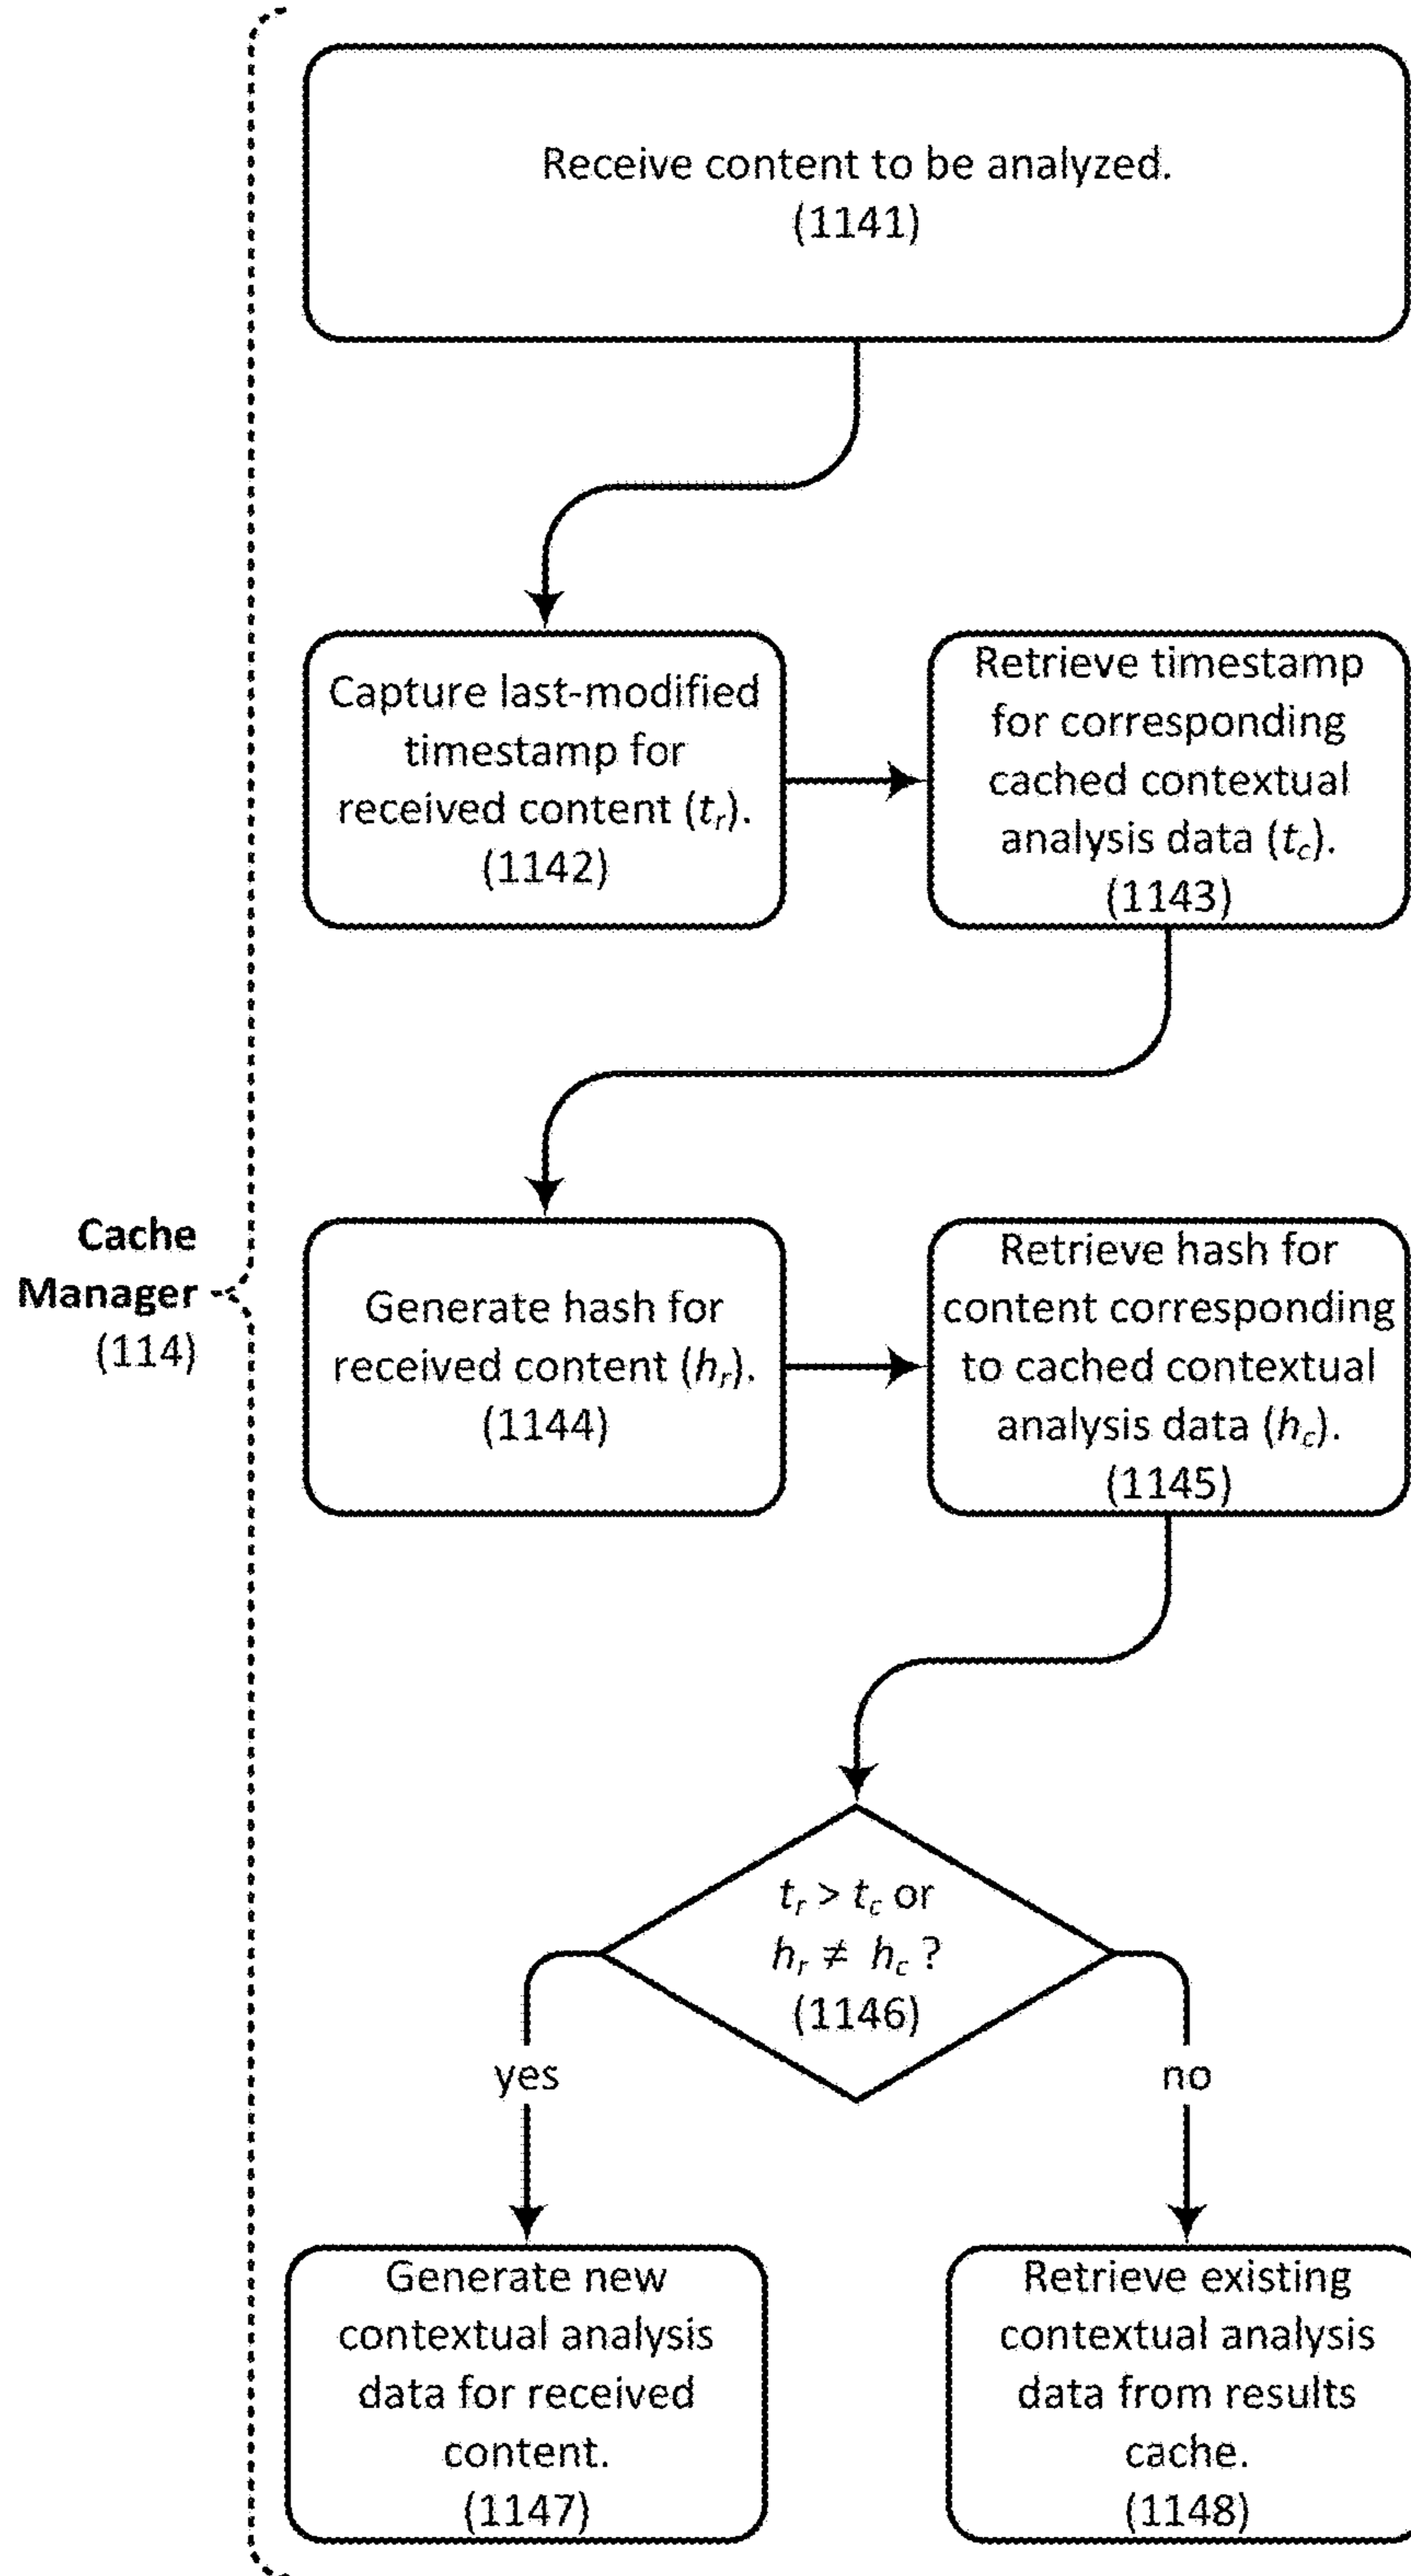 Receive content to be analyzed.
(1141)
Capture last-modified
timestamp for
received content (tr).
(1142)
Retrieve timestamp
for corresponding
cached contextual
analysis data (tc).
(1143)
Cache
Manager
(114)
Generate hash for
received content (hr).
(1144)
Retrieve hash for
content corresponding
to cached contextual
analysis data (hc).
(1145)
tr > tc or
hr ≠ hc ?
(1146)
yes
no
Generate new
contextual analysis
data for received
content.
(1147)
Retrieve existing
contextual analysis
data from results
cache.
(1148)